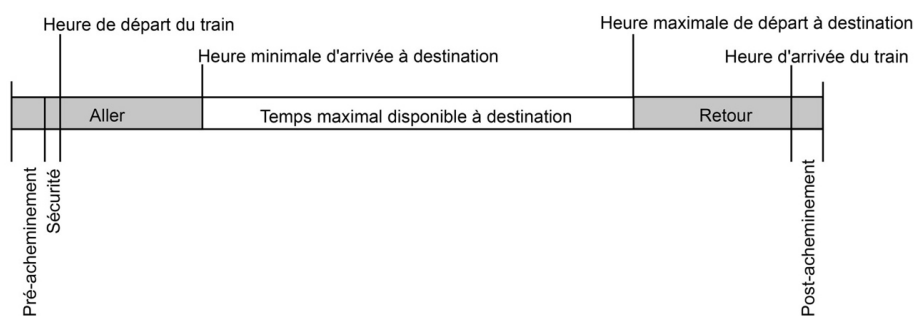 Heure de départ du train
Heure maximale de départ à destination
Heure minimale d'arrivée à destination
Heure d'arrivée du train
Aller
Temps maximal disponible à destination
Retour
Pré-acheminement
Sécurité
Post-acheminement